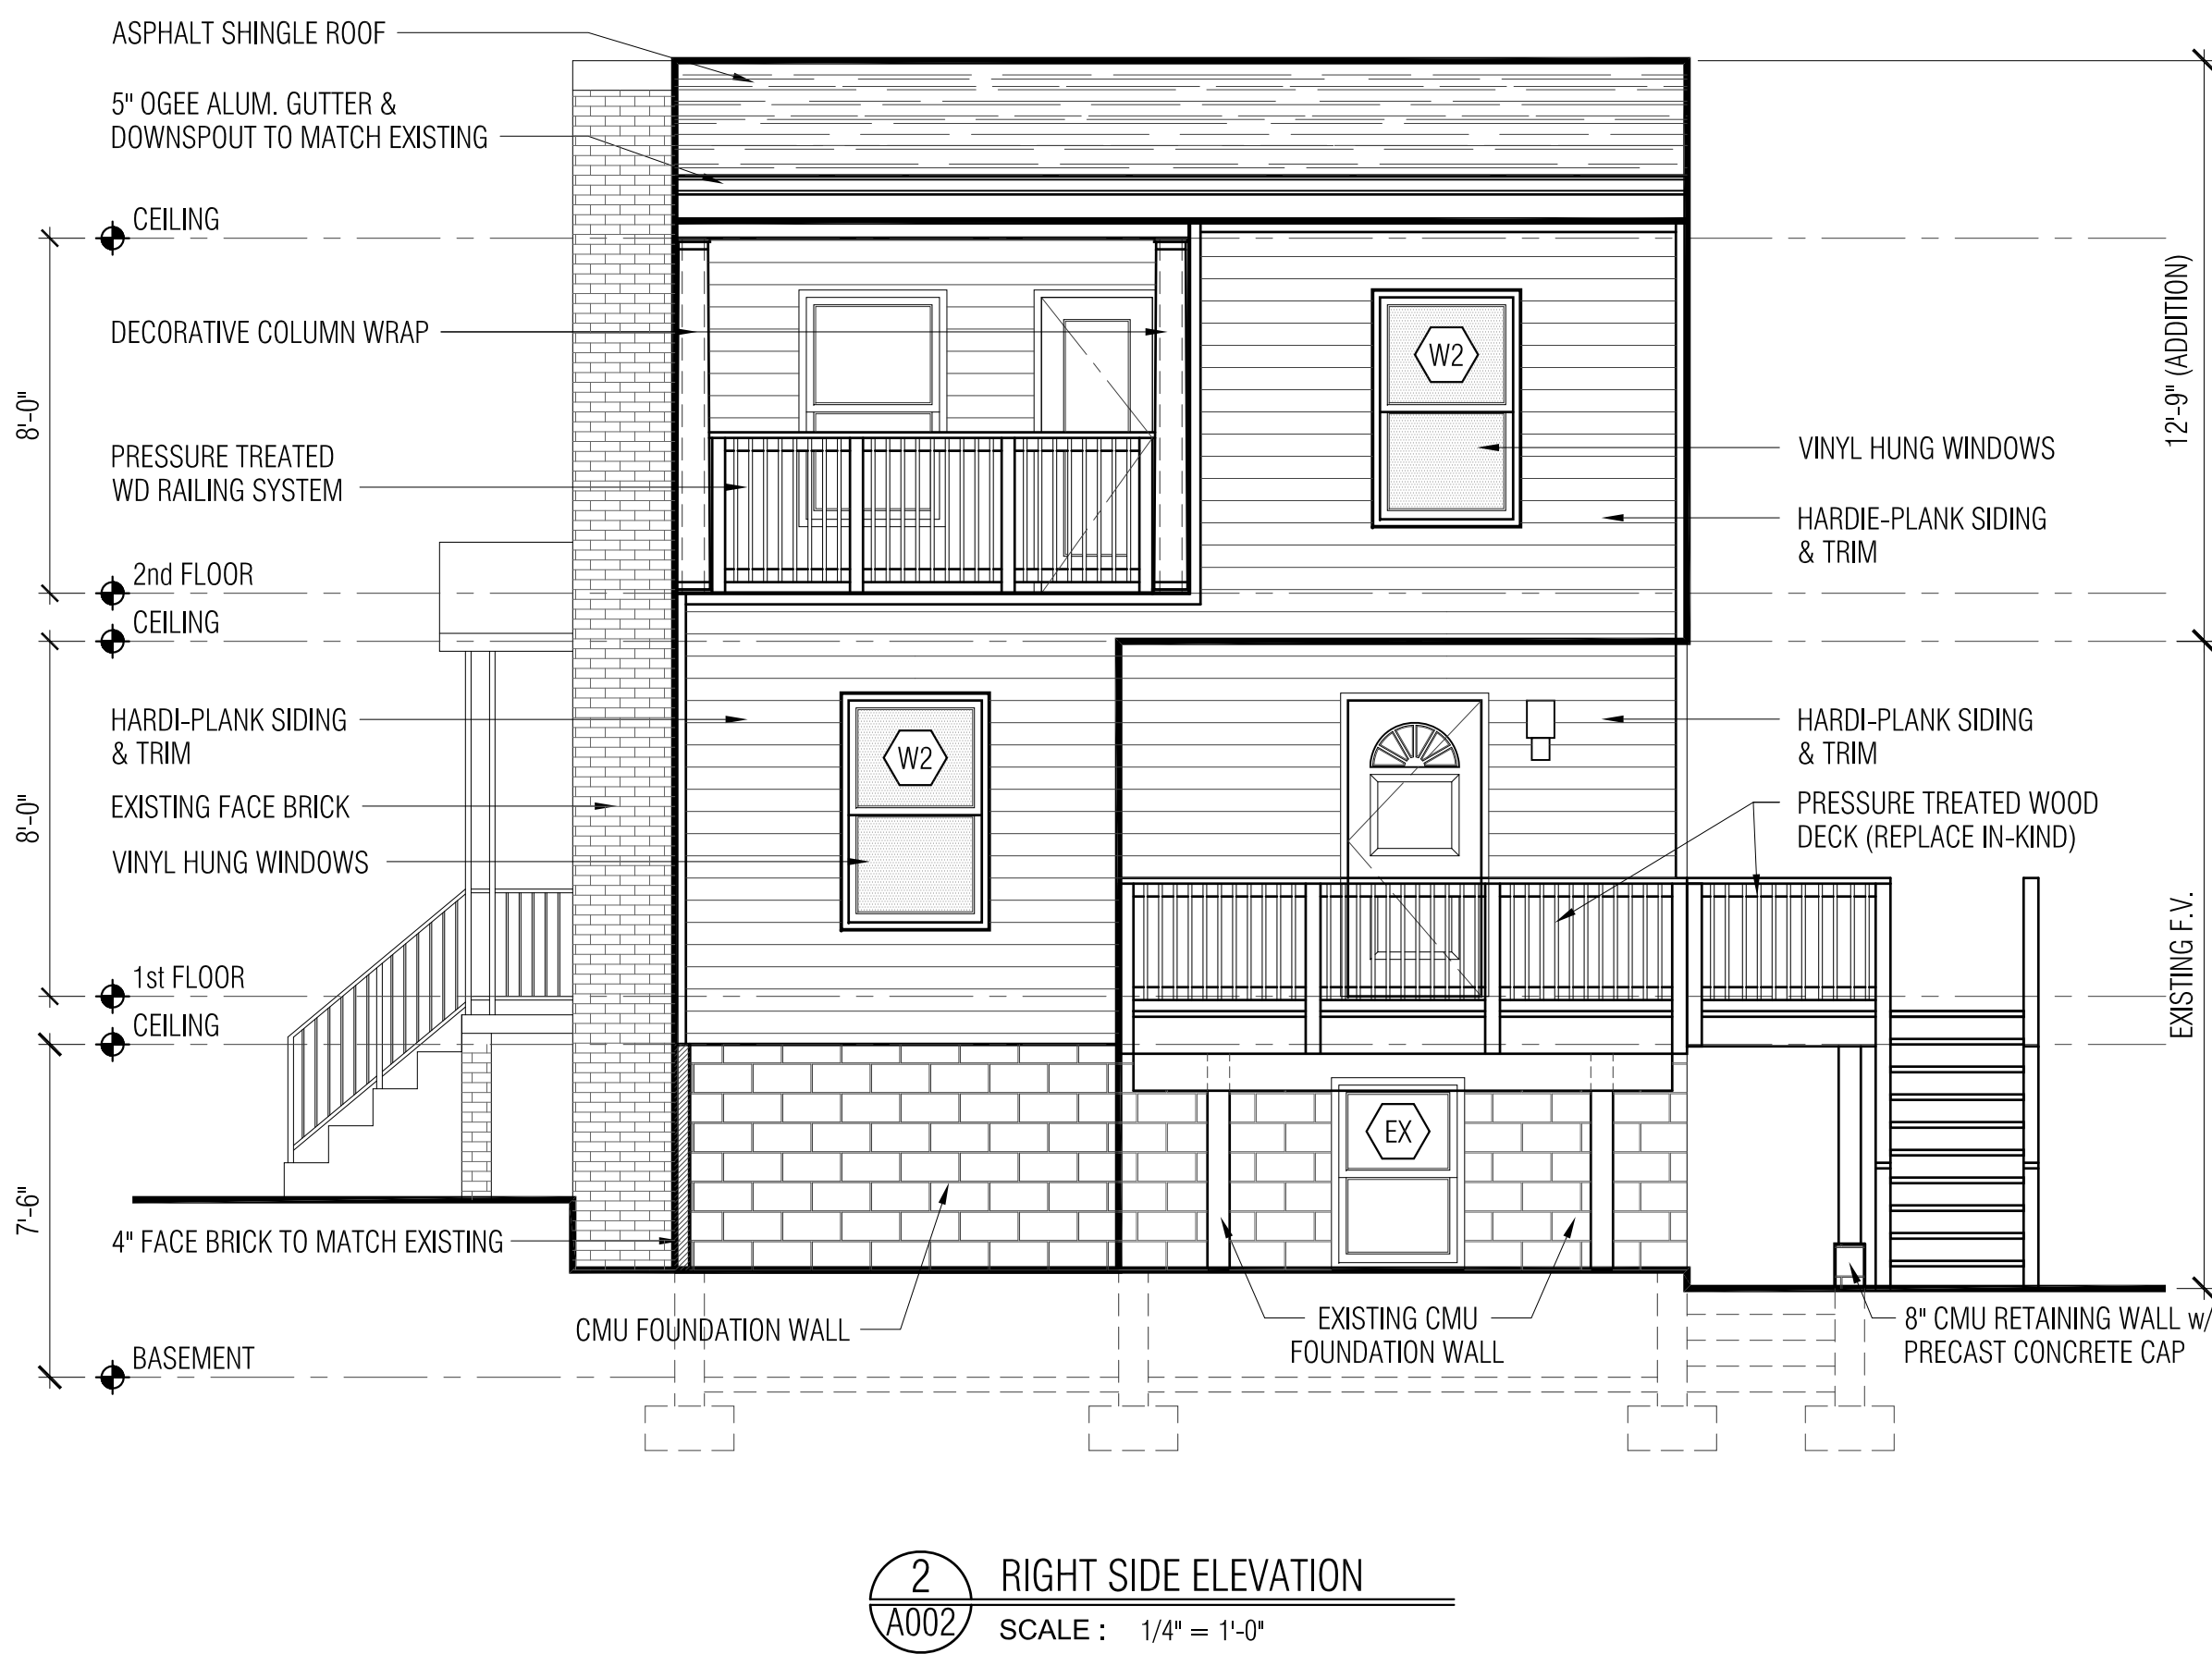 ASPHALT SHINGLE ROOF
5" OGEE ALUM. GUTTER &
DOWNSPOUT TO MATCH EXISTING
CEILING
DECORATIVE COLUMN WRAP
8'-0"
PRESSURE TREATED
WD RAILING SYSTEM
2nd FLOOR
CEILING
HARDI-PLANK SIDING
& TRIM
8'-0"
EXISTING FACE BRICK
VINYL HUNG WINDOWS
1st FLOOR
CEILING
7'-6"
4" FACE BRICK TO MATCH EXISTING
BASEMENT
W2
W2
EX
12'-9" (ADDITION)
VINYL HUNG WINDOWS
HARDIE-PLANK SIDING
& TRIM
HARDI-PLANK SIDING
& TRIM
PRESSURE TREATED WOOD
DECK (REPLACE IN-KIND)
EXISTING F.V.
CMU FOUNDATION WALL
EXISTING CMU
FOUNDATION WALL
8" CMU RETAINING WALL w/
PRECAST CONCRETE CAP
2
A002
RIGHT SIDE ELEVATION
SCALE : 1/4" = 1'-0"